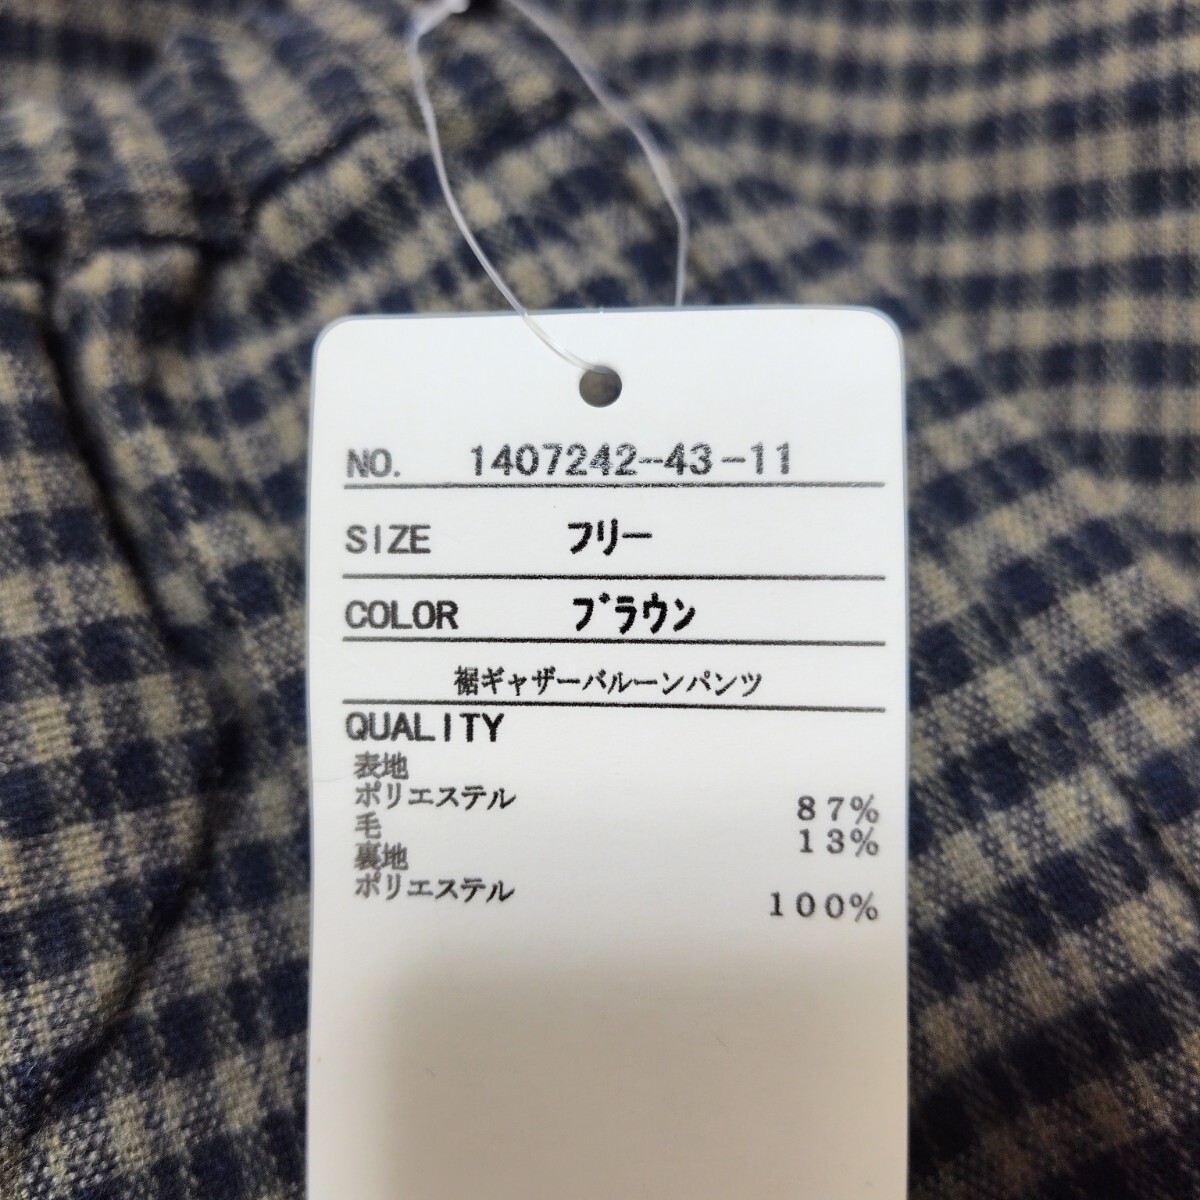 NO. 1407242-43-11
SIZE フリー
COLOR ブラウン
裾ギャザーバルーンパンツ
QUALITY
表地
ポリエステル 87%
毛 13%
裏地
ポリエステル 100%